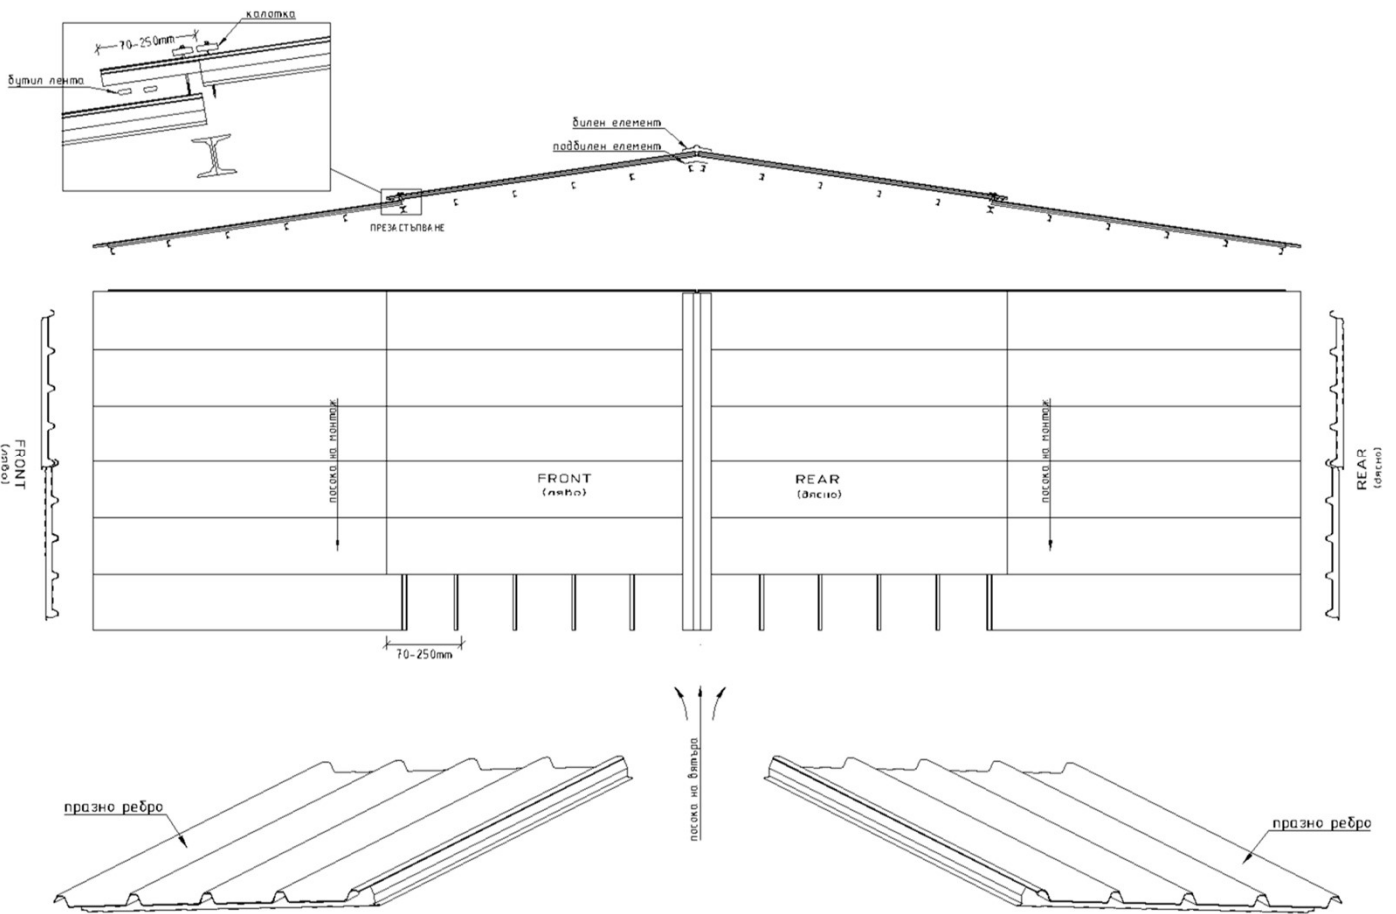 калотка
70-250mm
бутил лента
билен елемент
подбилен елемент
ПРЕЗАСТЪПВАНЕ
посока на монтаж
посока на монтаж
FRONT
(ляво)
FRONT
(ляво)
REAR
(дясно)
REAR
(дясно)
70-250mm
посока на вятъра
празно ребро
празно ребро